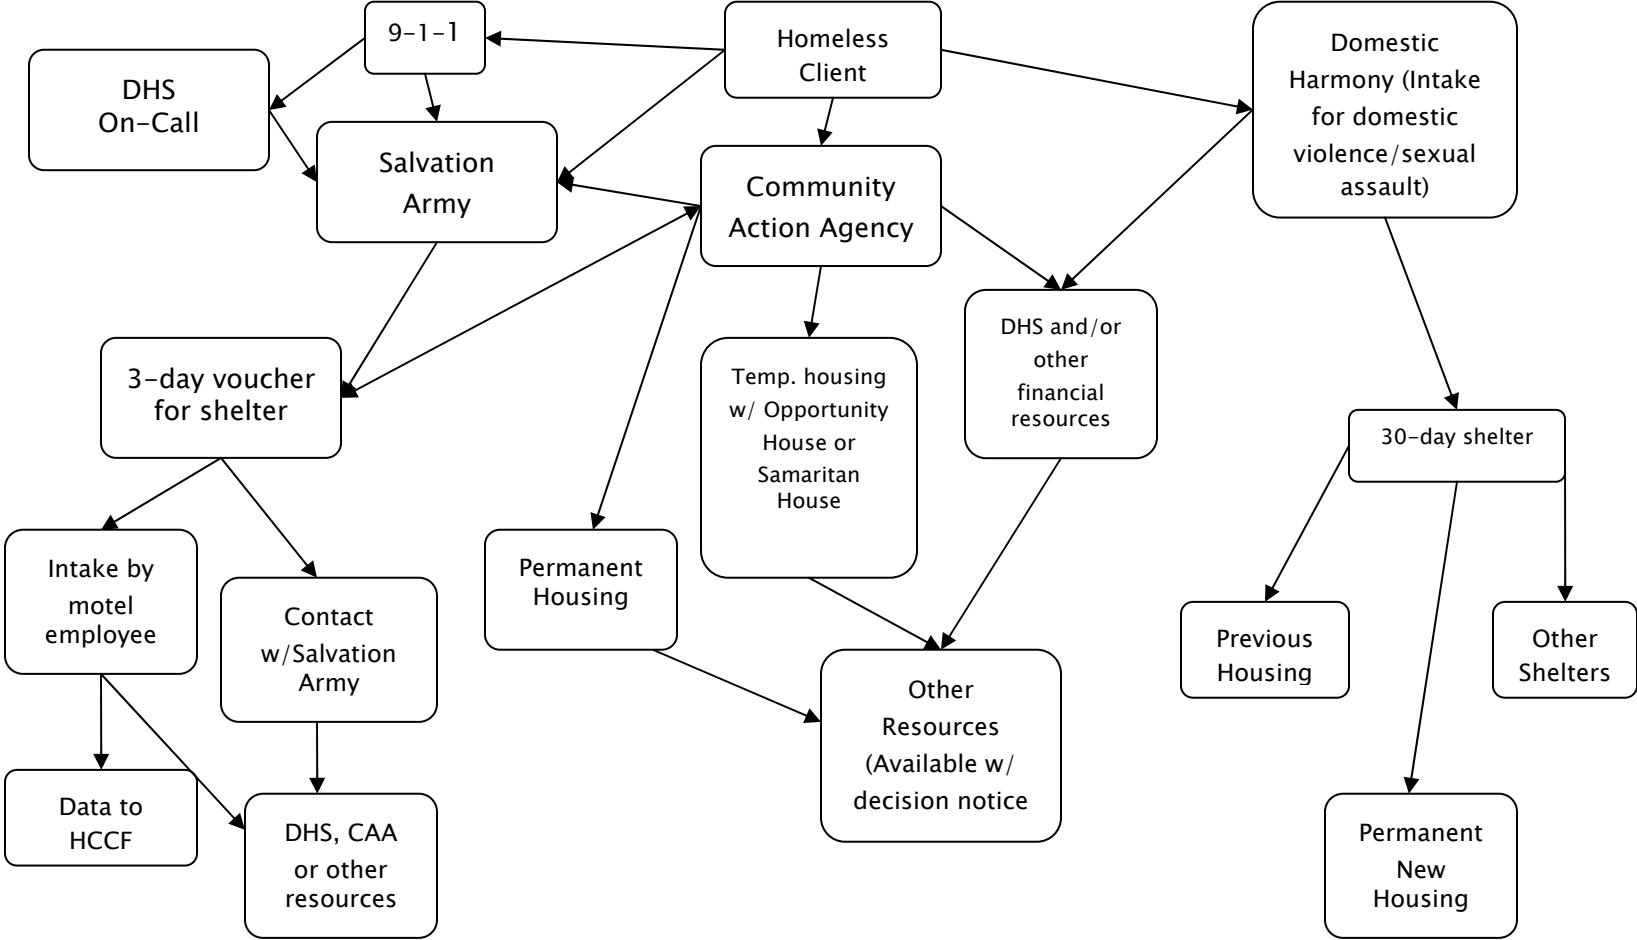 9-1-1
Homeless
Client
Domestic
Harmony (Intake
for domestic
violence/sexual
assault)
DHS
On-Call
Salvation
Army
Community
Action Agency
DHS and/or
other
financial
resources
3-day voucher
for shelter
Temp. housing
w/ Opportunity
House or
Samaritan
House
30-day shelter
Intake by
motel
employee
Contact
w/Salvation
Army
Permanent
Housing
Previous
Housing
Other
Shelters
Other
Resources
(Available w/
decision notice
Data to
HCCF
DHS, CAA
or other
resources
Permanent
New
Housing